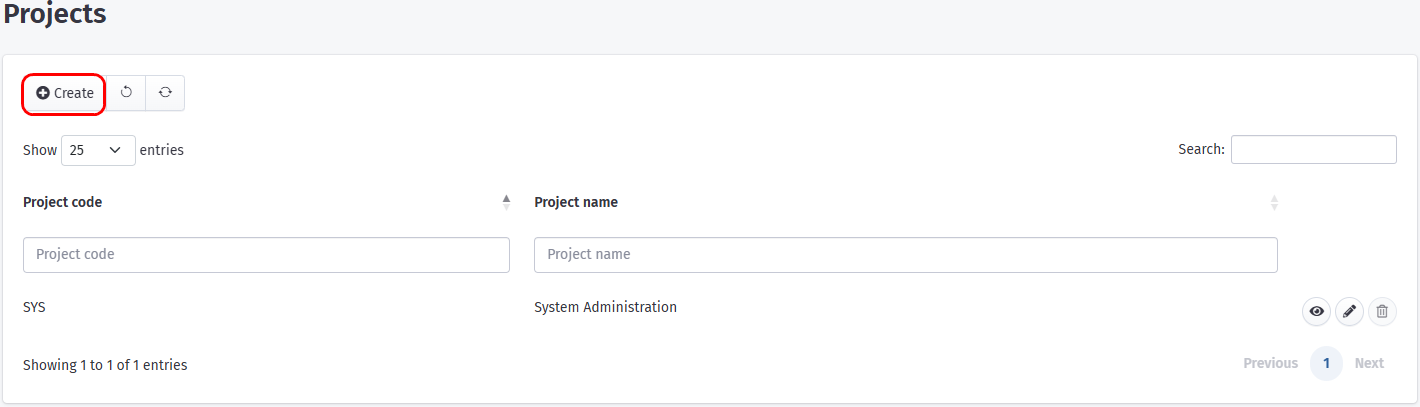 Projects
Create
Show 25 entries
Search:
Project code Project name
Project code Project name
SYS System Administration
Showing 1 to 1 of 1 entries
Previous 1 Next